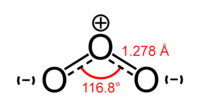 ⊕
O 1.278 Å
(-) O O (-)
116.8°